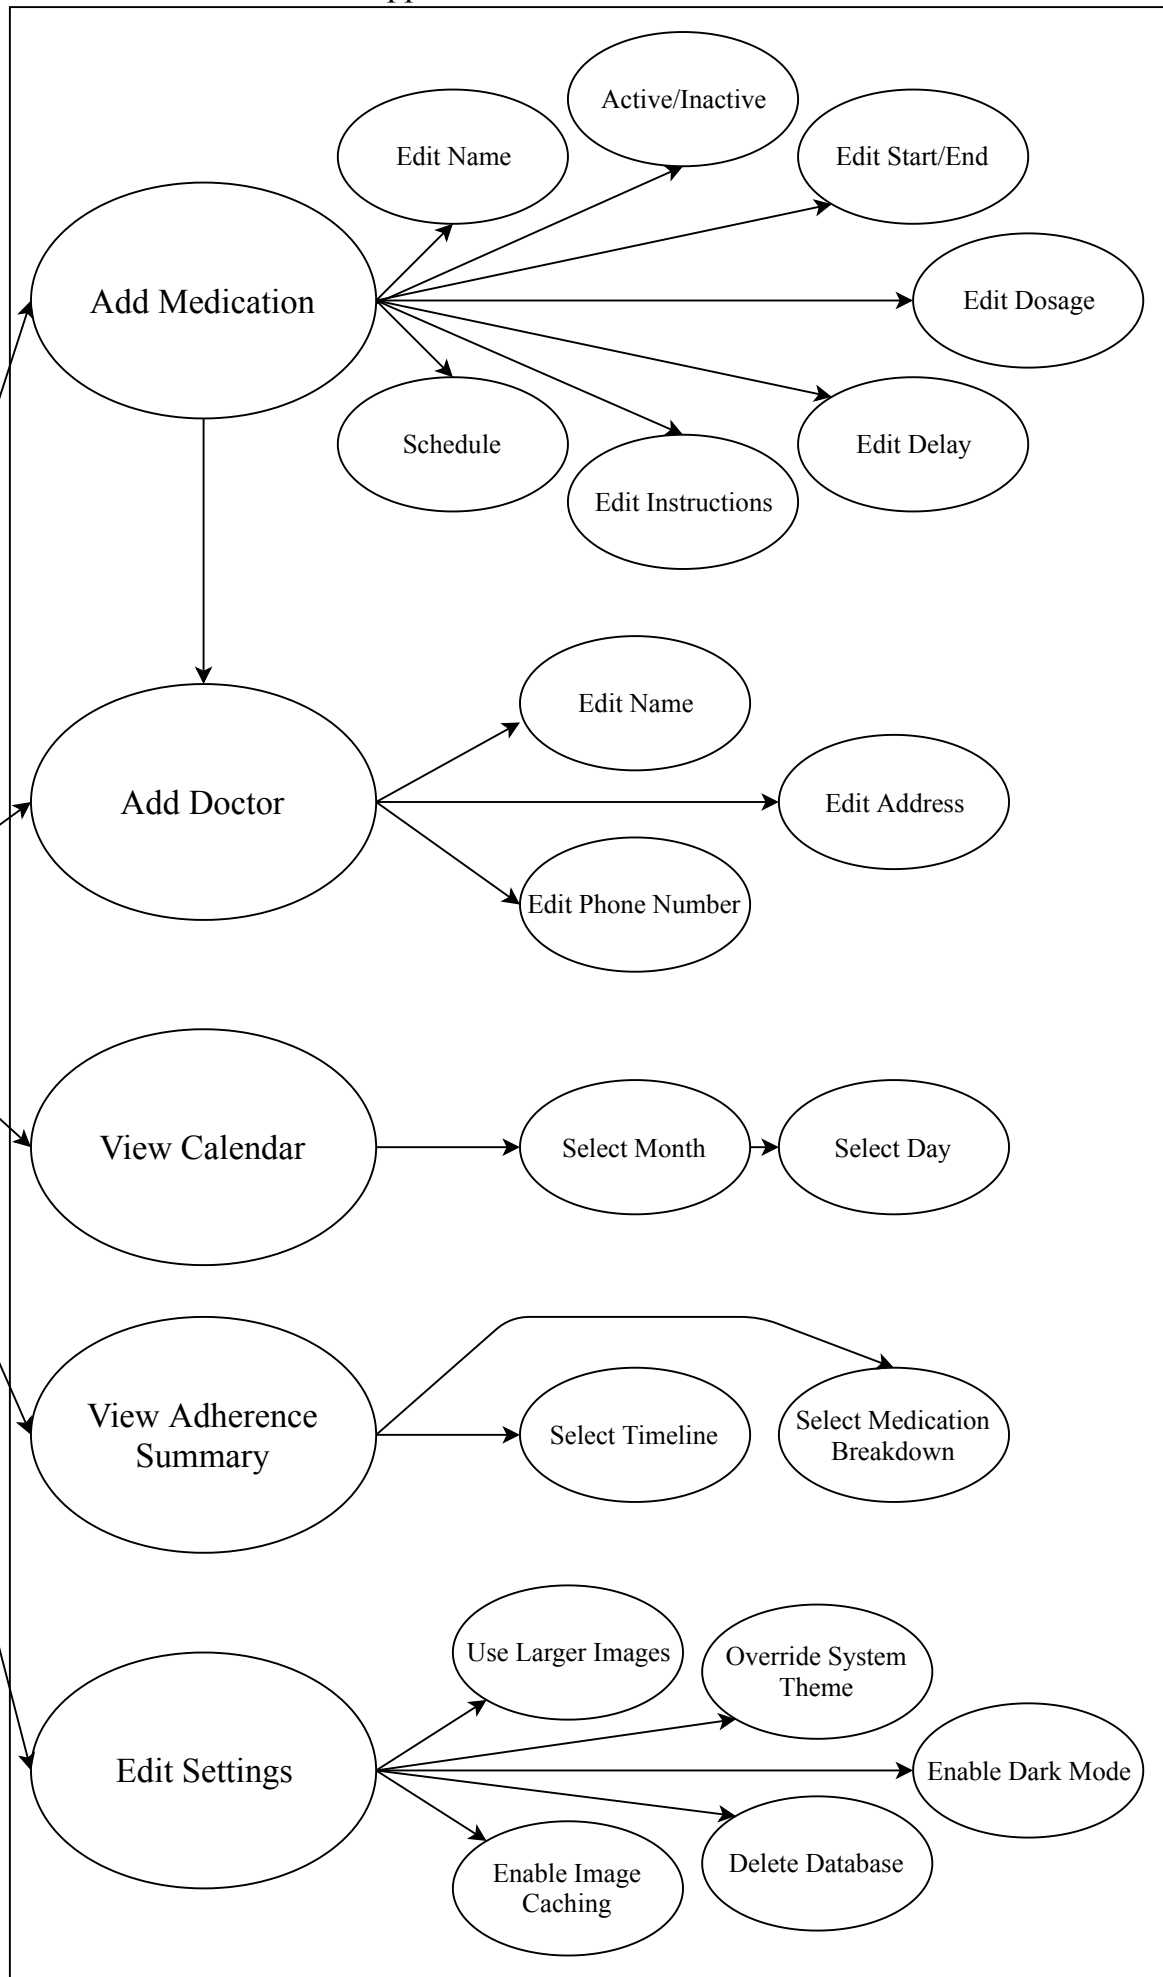 Active/Inactive
Edit Name
Edit Start/End
Add Medication
Edit Dosage
Schedule
Edit Delay
Edit Instructions
Edit Name
Add Doctor
Edit Address
Edit Phone Number
View Calendar
Select Month
Select Day
View Adherence
Summary
Select Timeline
Select Medication
Breakdown
Use Larger Images
Override System
Theme
Edit Settings
Enable Dark Mode
Delete Database
Enable Image
Caching